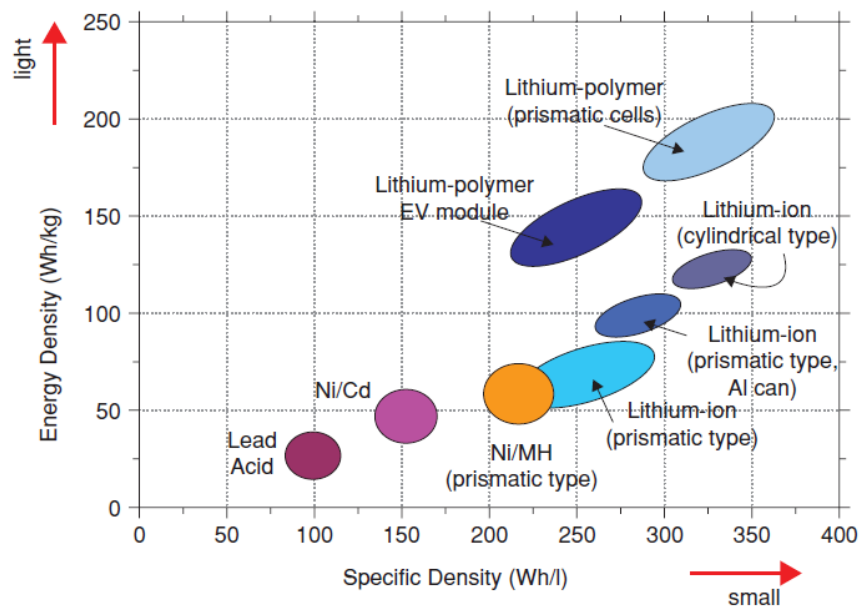 250
200
150
100
50
0
light
Energy Density (Wh/kg)
Lithium-polymer
(prismatic cells)
Lithium-polymer
EV module
Lithium-ion
(cylindrical type)
Lithium-ion
(prismatic type,
Al can)
Ni/Cd
Lithium-ion
(prismatic type)
Lead
Acid
Ni/MH
(prismatic type)
0 50 100 150 200 250 300 350 400
Specific Density (Wh/l)
small